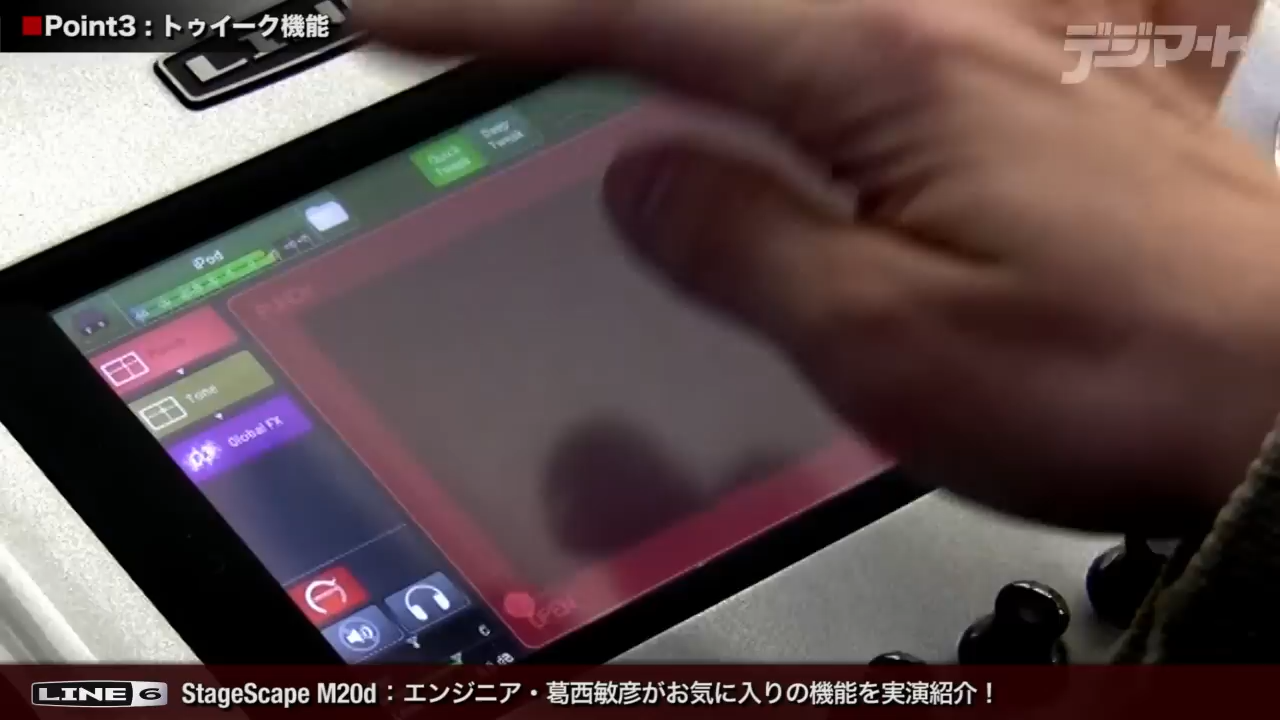 ■Point3：トゥイーク機能
デジマート
Quick Tweak
Deep Tweak
iPod
Tone
Global FX
LINE 6 StageScape M20d：エンジニア・葛西敏彦がお気に入りの機能を実演紹介！